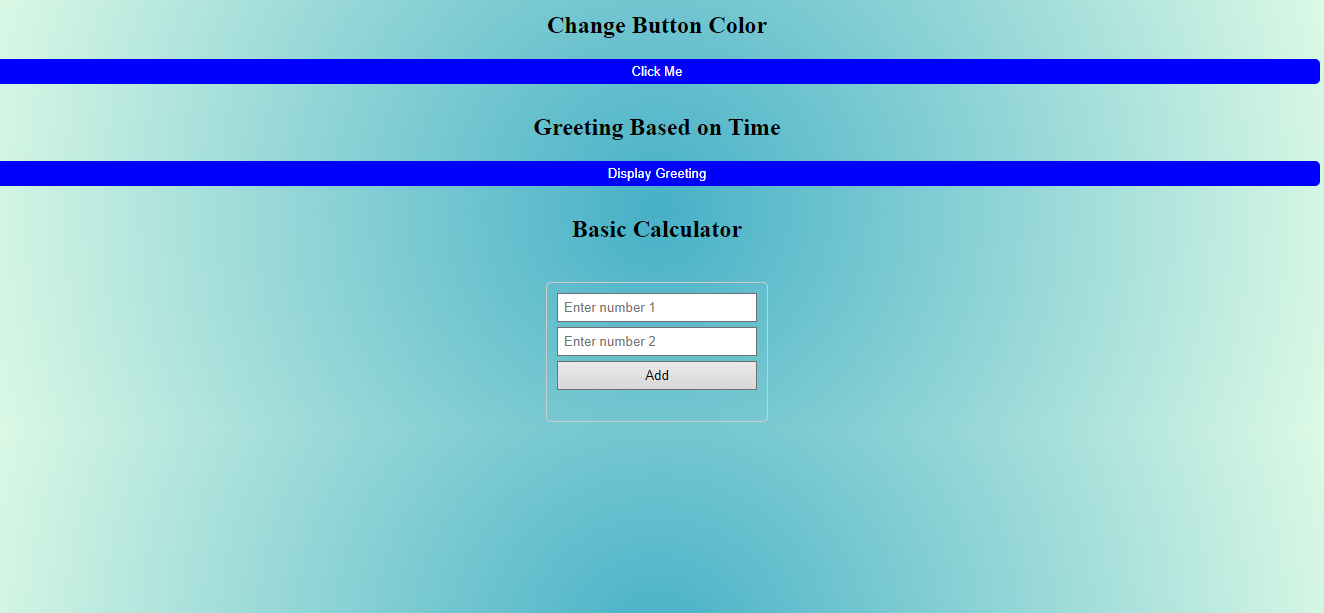 Change Button Color
Click Me
Greeting Based on Time
Display Greeting
Basic Calculator
Enter number 1
Enter number 2
Add